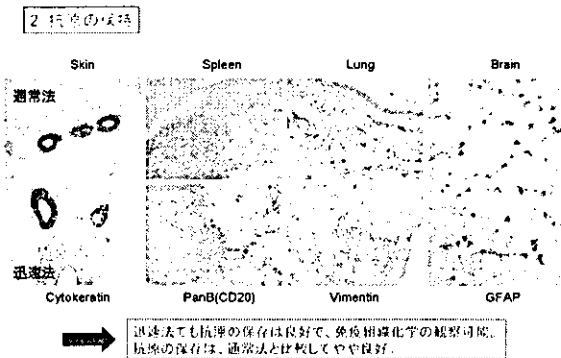 2 抗原の保持
Skin Spleen Lung Brain
通常法
迅速法
Cytokeratin PanB(CD20) Vimentin GFAP
迅速法でも抗原の保存は良好で、免疫組織化学の観察可能。
抗原の保存は、通常法と比較してやや良好.